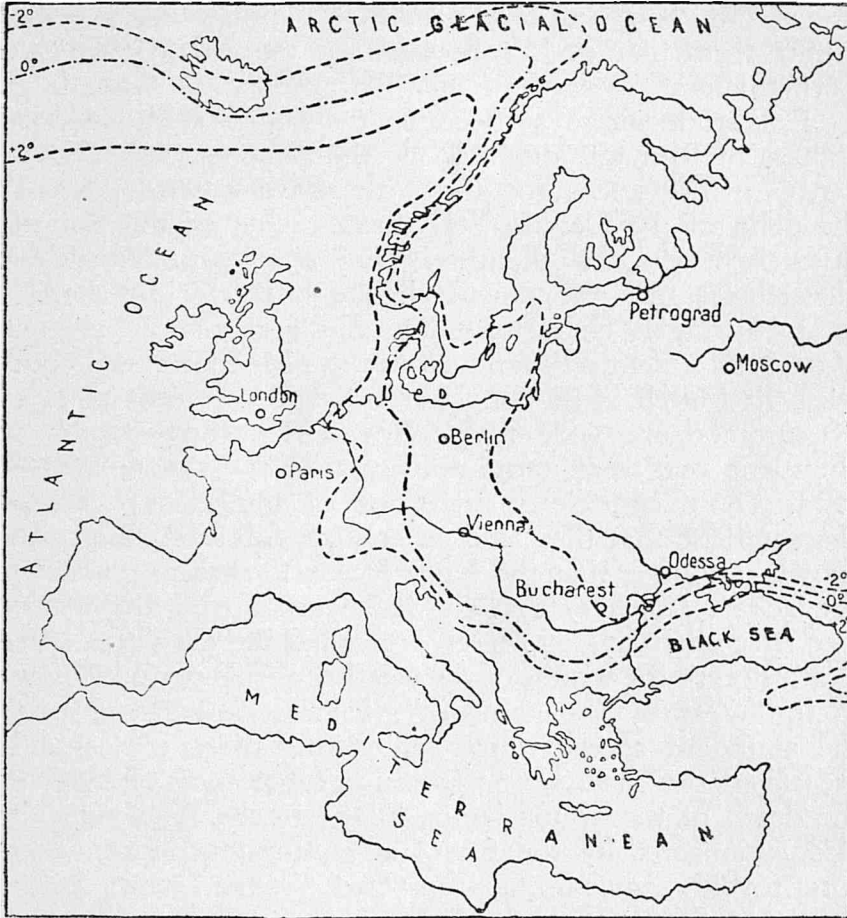 -2°
ARCTIC GLACIAL OCEAN
0°
+2°
ATLANTIC OCEAN
Petrograd
Moscow
London
Berlin
Paris
Vienna
Odessa
Bucharest
-2°
0°
BLACK SEA
MEDITERRANEAN
SEA